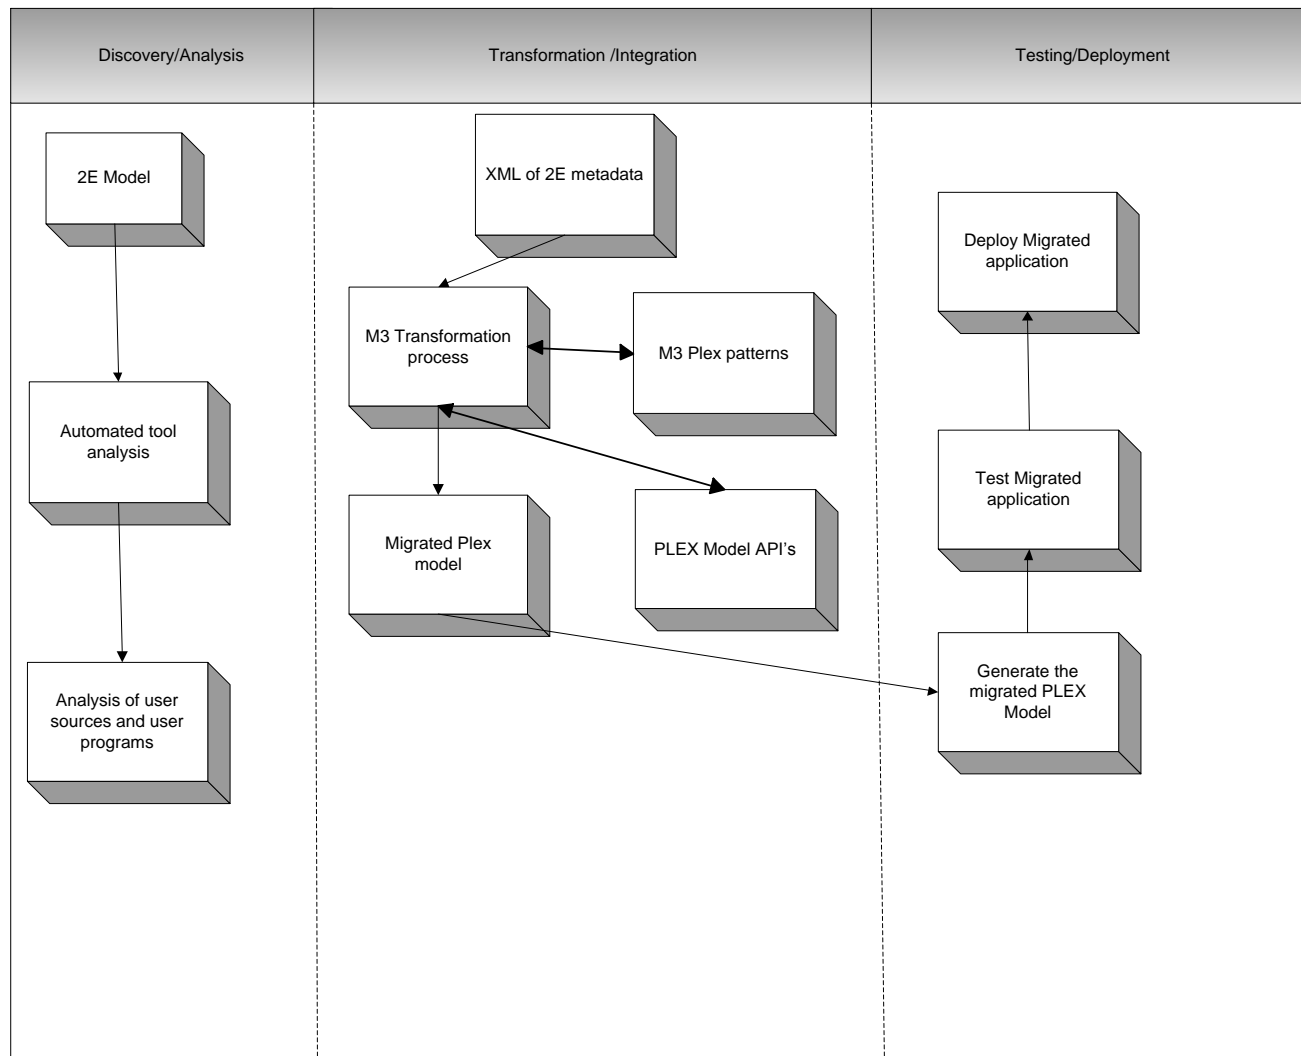 Discovery/Analysis
Transformation /Integration
Testing/Deployment
2E Model
Automated tool
analysis
Analysis of user
sources and user
programs
XML of 2E metadata
M3 Transformation
process
M3 Plex patterns
Migrated Plex
model
PLEX Model API’s
Deploy Migrated
application
Test Migrated
application
Generate the
migrated PLEX
Model